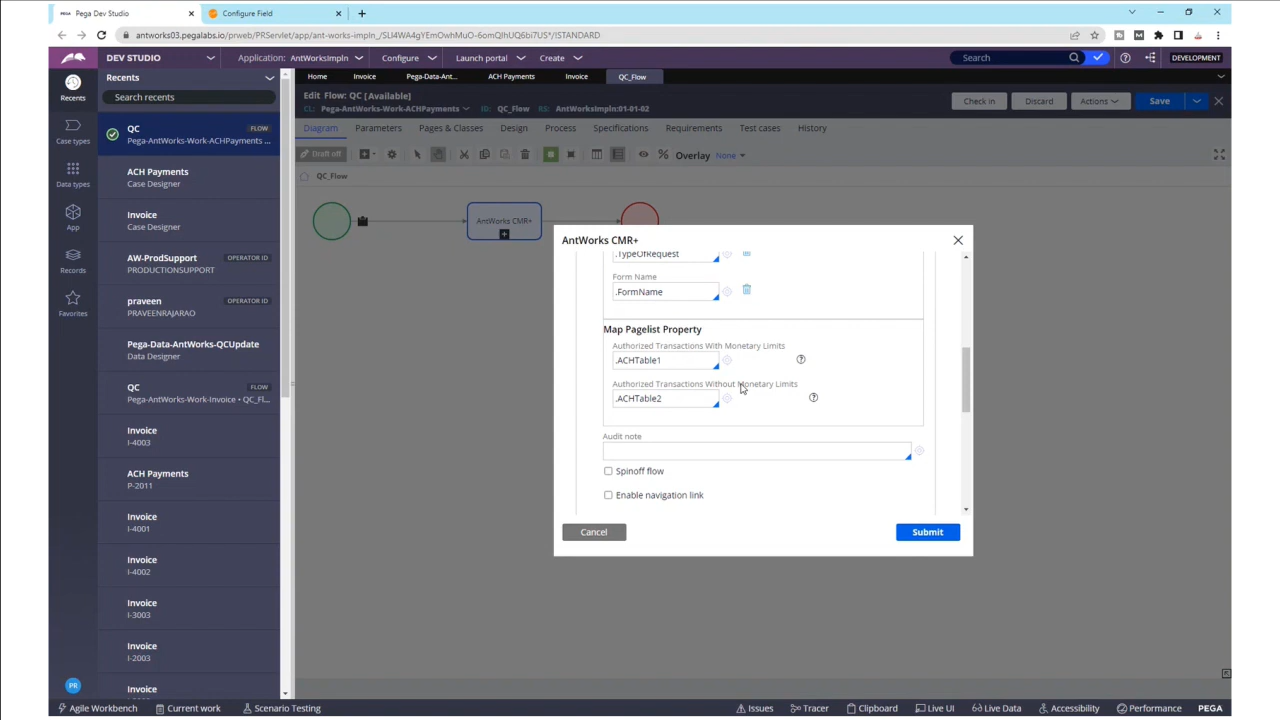 Pega Dev Studio
Configure Field
antworks03.pegalabs.io/prweb/PRServlet/app/ant-works-impln_/SLI4WA4gYEmOwhMuO-6omQIhUQ6bi7US*/!STANDARD
DEV STUDIO
Application: AntWorksImpln
Configure
Launch portal
Create
Search
DEVELOPMENT
Recents
Recents
Search recents
Home
Invoice
Pega-Data-Ant...
ACH Payments
Invoice
QC_Flow
Edit Flow: QC [Available]
CL: Pega-AntWorks-Work-ACHPayments
ID: QC_Flow
RS: AntWorksImpln:01-01-02
Check in
Discard
Actions
Save
Diagram
Parameters
Pages & Classes
Design
Process
Specifications
Requirements
Test cases
History
Draft off
Overlay None
QC_Flow
AntWorks CMR+
Case types
Data types
App
Records
Favorites
PR
QC
FLOW
Pega-AntWorks-Work-ACHPayments ...
ACH Payments
Case Designer
Invoice
Case Designer
AW-ProdSupport
OPERATOR ID
PRODUCTIONSUPPORT
praveen
OPERATOR ID
PRAVEENRAJARAO
Pega-Data-AntWorks-QCUpdate
Data Designer
QC
FLOW
Pega-AntWorks-Work-Invoice • QC_Fl...
Invoice
I-4003
ACH Payments
P-2011
Invoice
I-4001
Invoice
I-4002
Invoice
I-3003
Invoice
I-2003
Invoice
AntWorks CMR+
.TypeOfRequest
Form Name
.FormName
Map Pagelist Property
Authorized Transactions With Monetary Limits
.ACHTable1
Authorized Transactions Without Monetary Limits
.ACHTable2
Audit note
Spinoff flow
Enable navigation link
Cancel
Submit
Agile Workbench
Current work
Scenario Testing
Issues
Tracer
Clipboard
Live UI
Live Data
Accessibility
Performance
PEGA